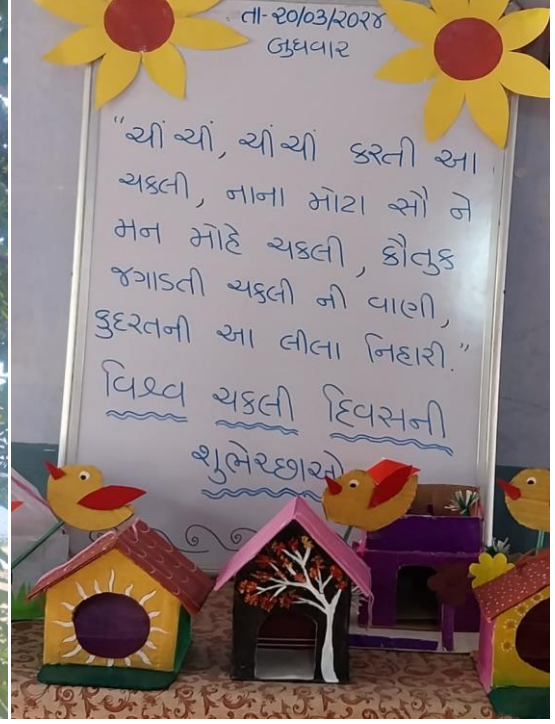 તા-૨૦/૦૩/૨૦૨૪
બુધવાર
"ચીં ચીં, ચીં ચીં કરતી આ
ચકલી, નાના મોટા સૌ ને
મન મોહે ચકલી, કૌતુક
જગાડતી ચકલી ની વાણી,
કુદરતની આ લીલા નિહારી."
વિશ્વ ચકલી દિવસની
શુભેચ્છાઓ